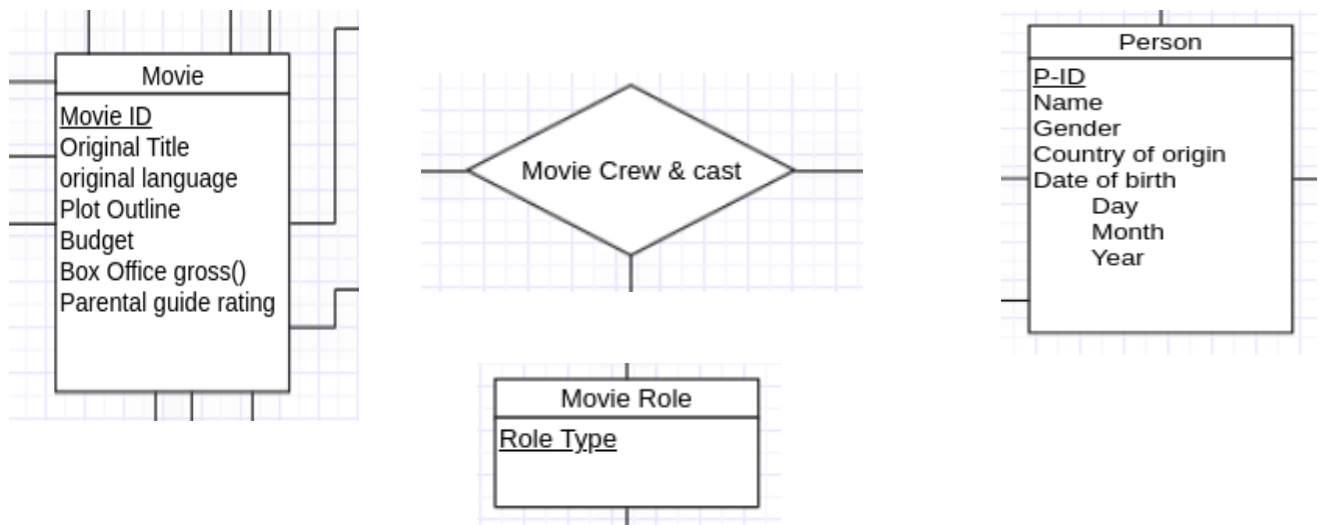 Movie
Movie ID
Original Title
original language
Plot Outline
Budget
Box Office gross()
Parental guide rating
Movie Crew & cast
Movie Role
Role Type
Person
P-ID
Name
Gender
Country of origin
Date of birth
Day
Month
Year